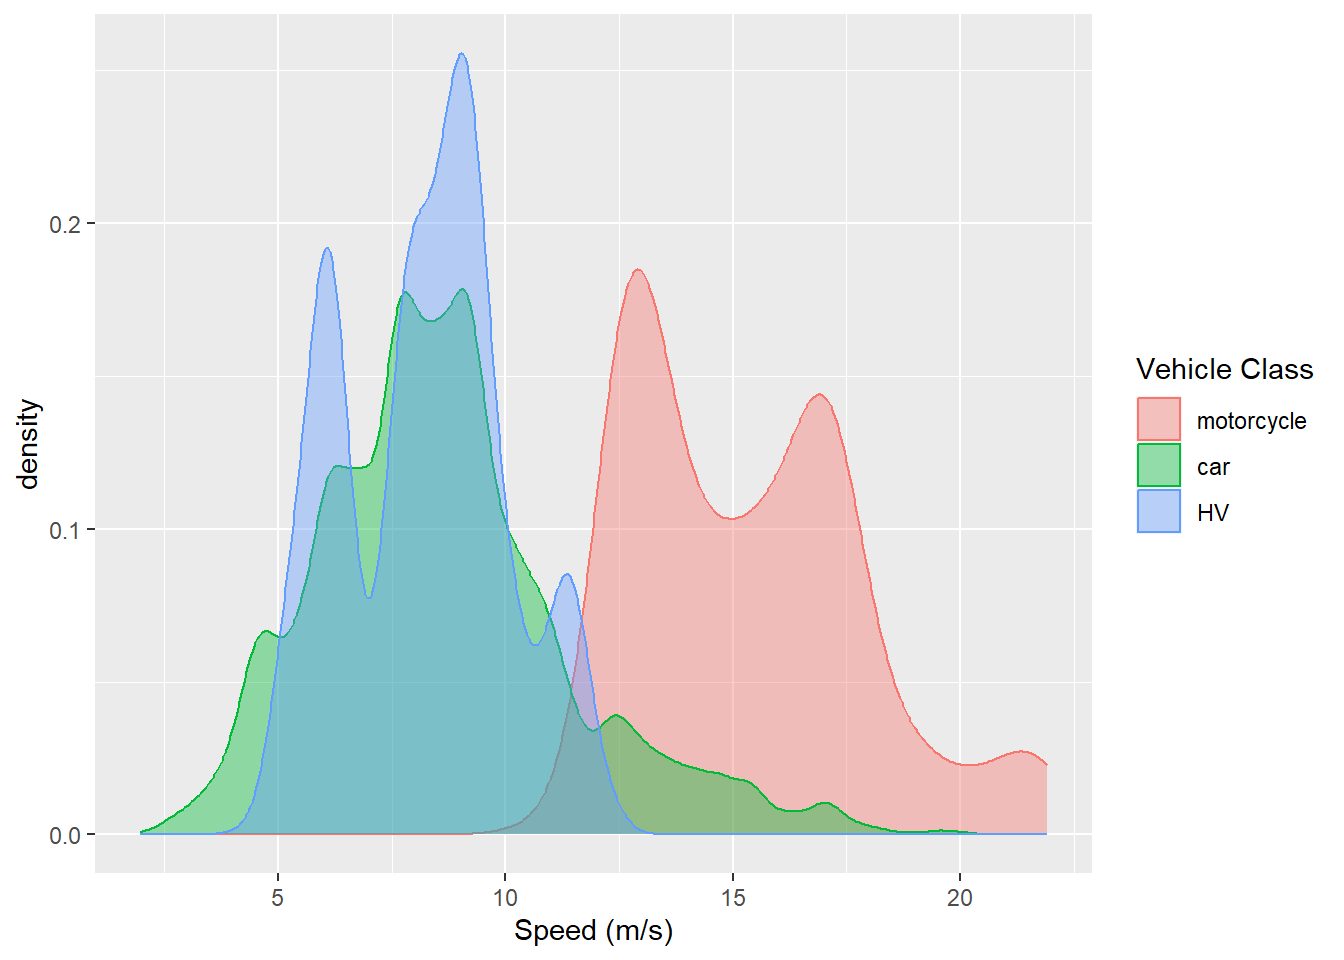 density
0.2
0.1
0.0
5 10 15 20
Speed (m/s)
Vehicle Class
motorcycle
car
HV